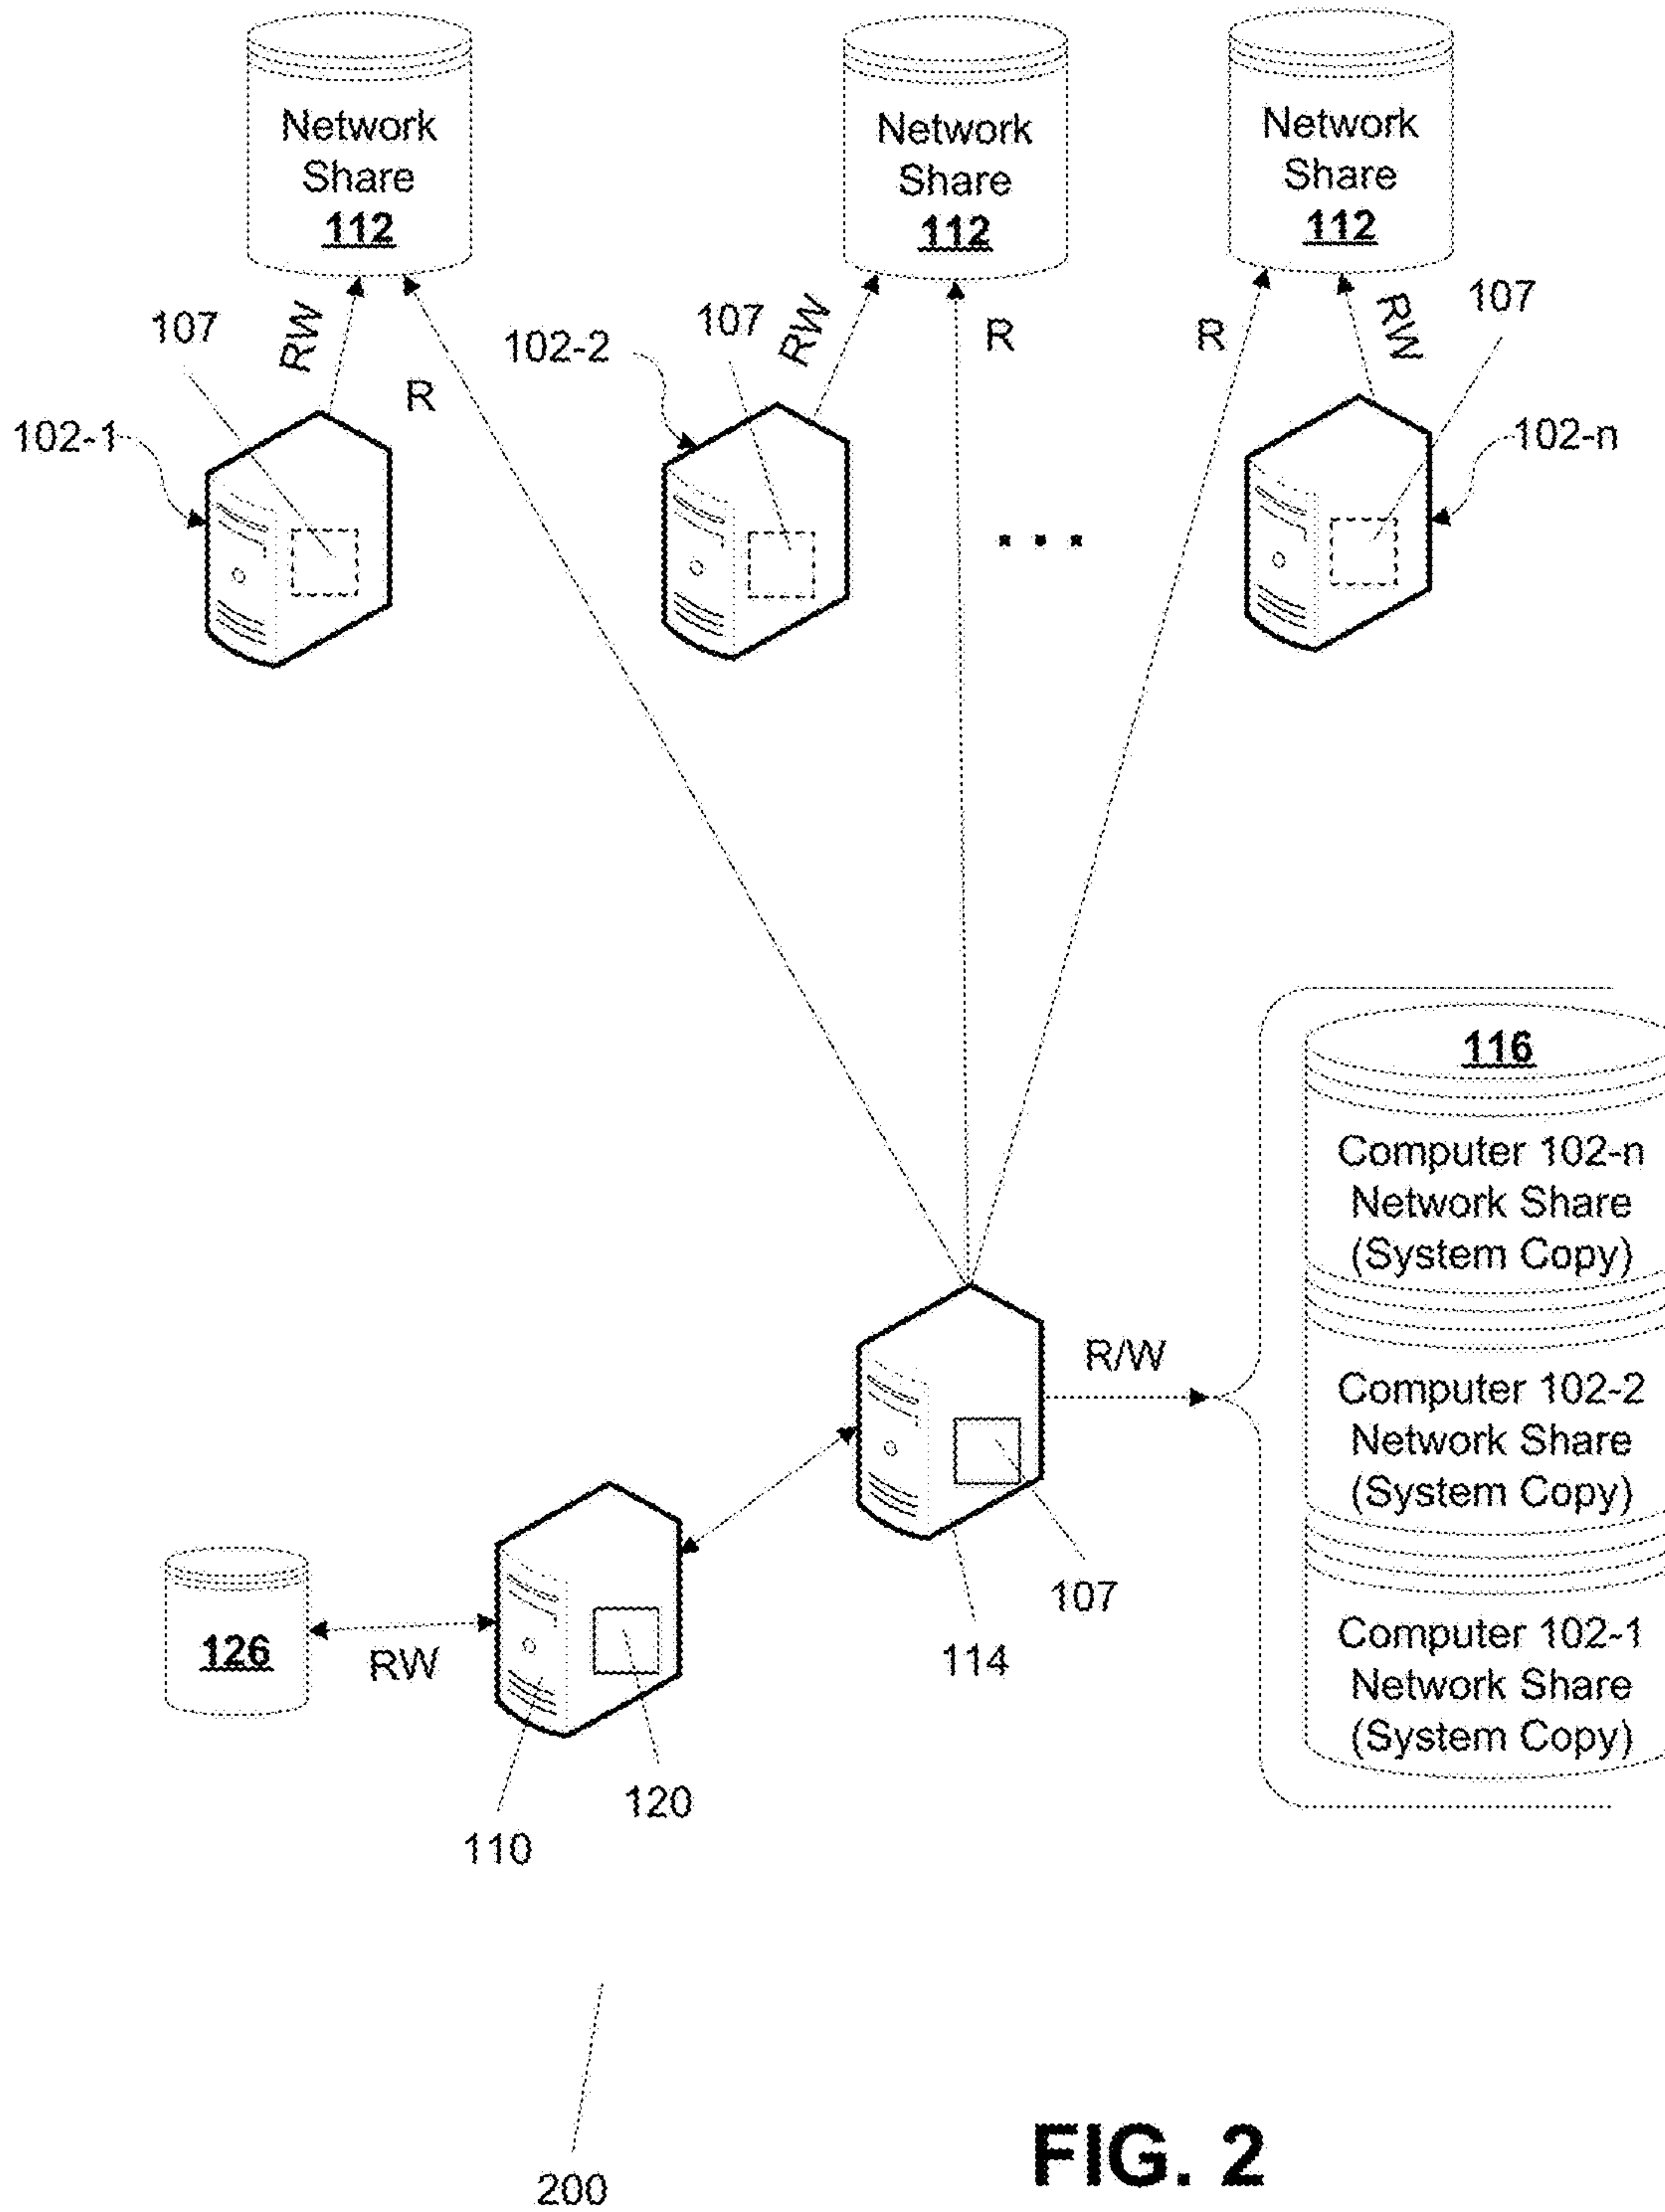 Network
Share
112
Network
Share
112
Network
Share
112
107
RW
R
102-1
102-2
107
RW
R
R
RW
107
102-n
. . .
116
Computer 102-n
Network Share
(System Copy)
Computer 102-2
Network Share
(System Copy)
Computer 102-1
Network Share
(System Copy)
R/W
107
114
126
RW
120
110
200
FIG. 2